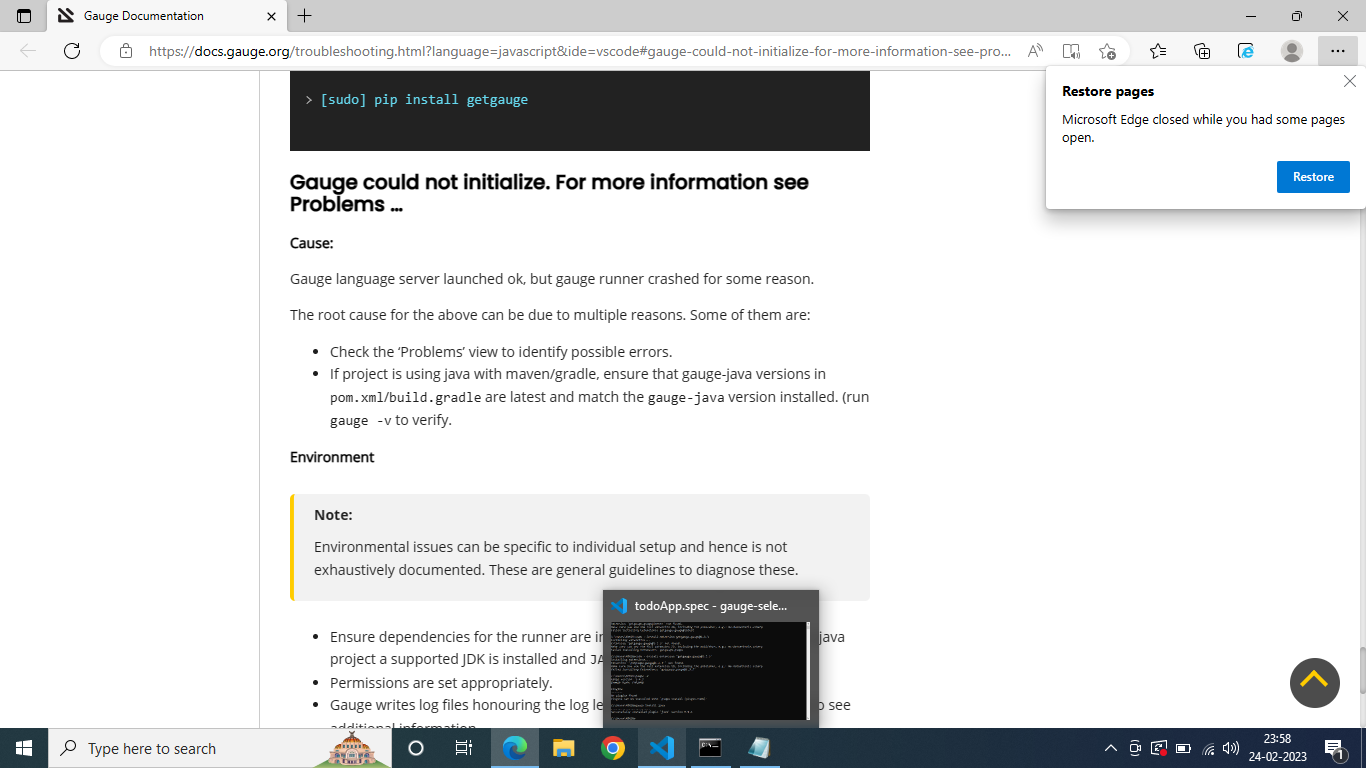 Gauge Documentation
https://docs.gauge.org/troubleshooting.html?language=javascript&ide=vscode#gauge-could-not-initialize-for-more-information-see-pro...
Restore pages
Microsoft Edge closed while you had some pages
open.
Restore
> [sudo] pip install getgauge
Gauge could not initialize. For more information see
Problems ...
Cause:
Gauge language server launched ok, but gauge runner crashed for some reason.
The root cause for the above can be due to multiple reasons. Some of them are:
• Check the ‘Problems’ view to identify possible errors.
• If project is using java with maven/gradle, ensure that gauge-java versions in
pom.xml/build.gradle are latest and match the gauge-java version installed. (run
gauge -v to verify.
Environment
Note:
Environmental issues can be specific to individual setup and hence is not
exhaustively documented. These are general guidelines to diagnose these.
todoApp.spec - gauge-sele...
• Ensure dependencies for the runner are in java
project a supported JDK is installed and JA
• Permissions are set appropriately.
• Gauge writes log files honouring the log le o see
additional information
Type here to search
23:58
24-02-2023
1